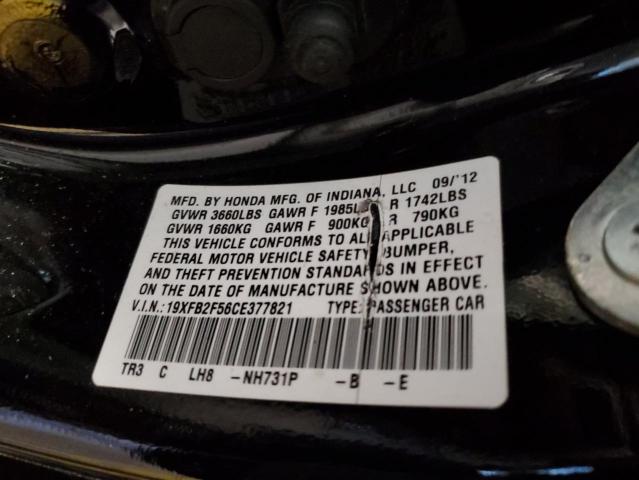 MFD. BY HONDA MFG. OF INDIANA, LLC 09/'12
GVWR 3660LBS GAWR F 1985L R 1742LBS
GVWR 1660KG GAWR F 900KG R 790KG
THIS VEHICLE CONFORMS TO ALL APPLICABLE
FEDERAL MOTOR VEHICLE SAFETY, BUMPER,
AND THEFT PREVENTION STANDARDS IN EFFECT
ON THE DATE OF MANUFACTURE SHOWN ABOVE.
V.I.N.:19XFB2F56CE377821 TYPE:PASSENGER CAR
TR3 C LH8 -NH731P -B -E